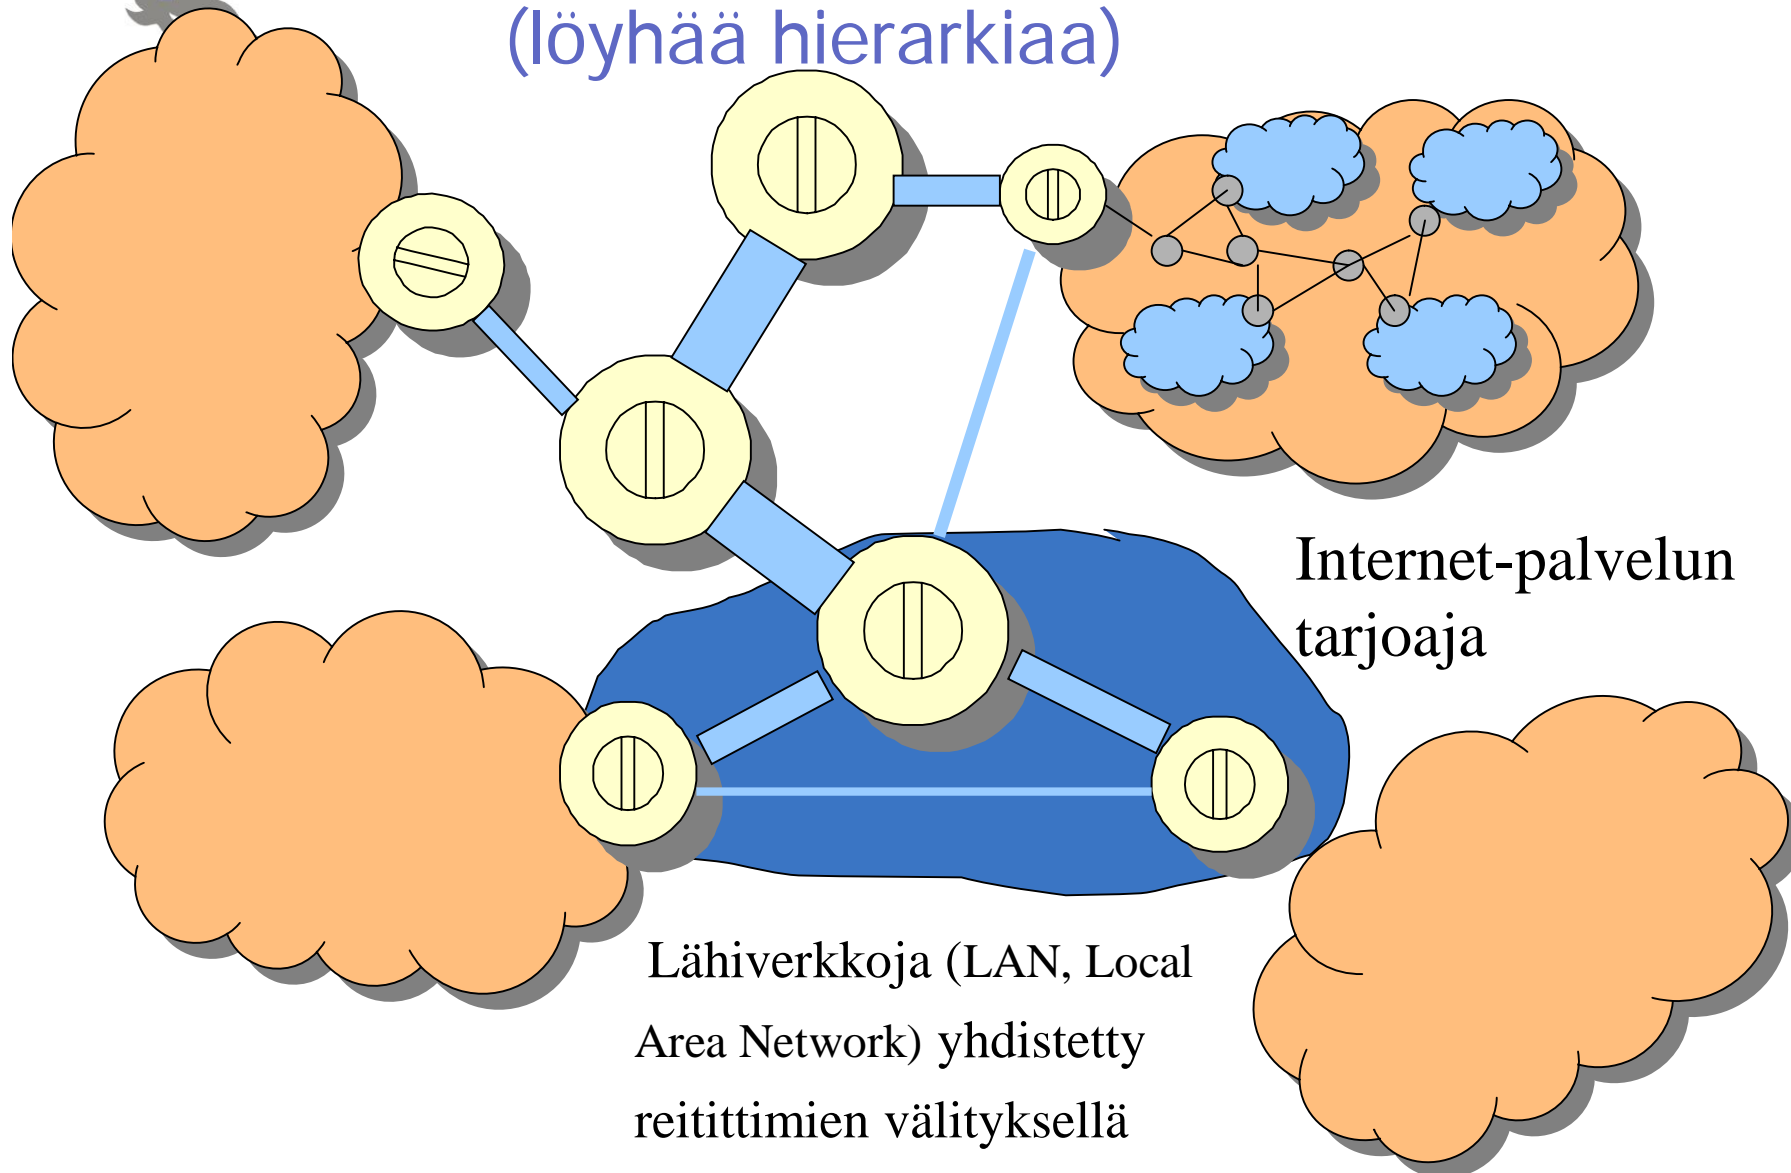 (löyhää hierarkiaa)
Internet-palvelun
tarjoaja
Lähiverkkoja (LAN, Local
Area Network) yhdistetty
reitittimien välityksellä